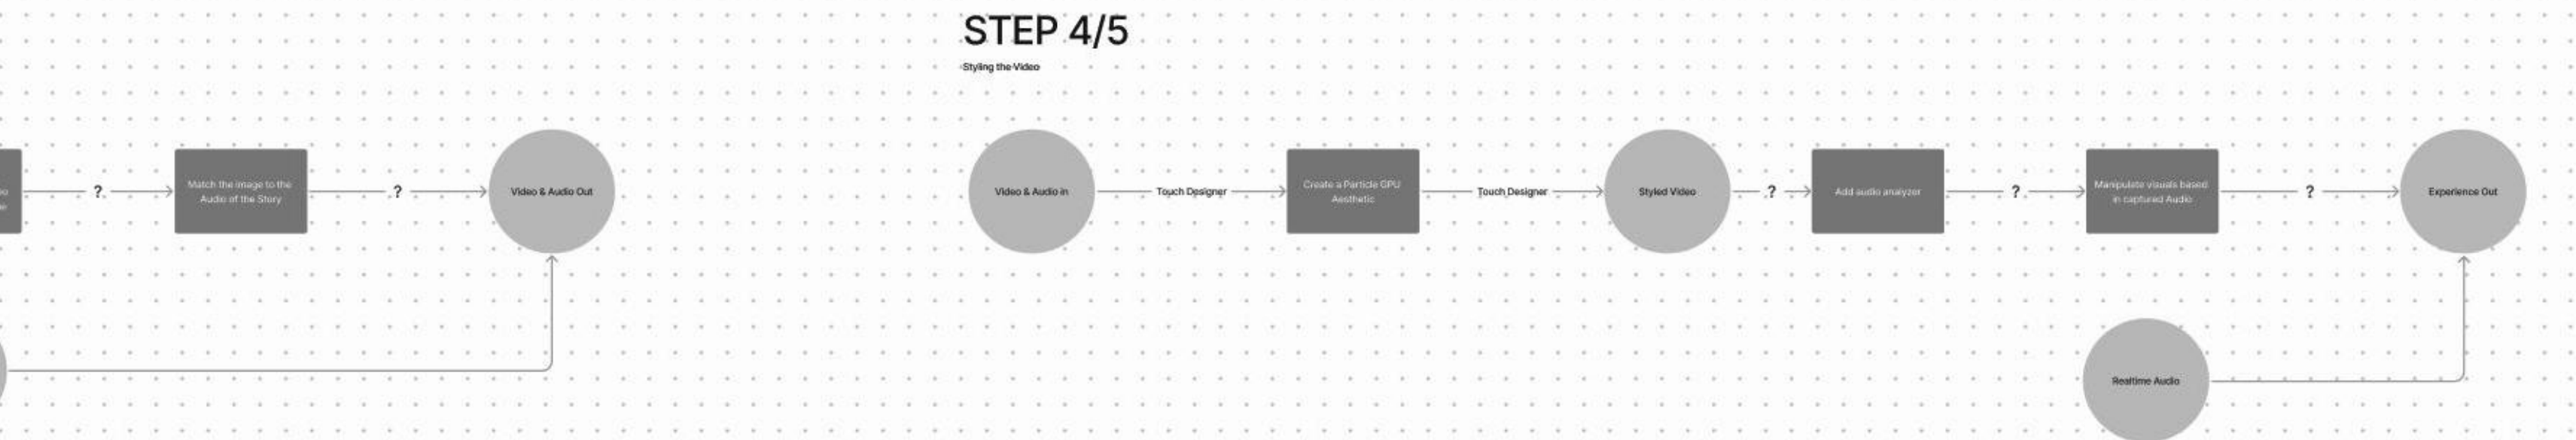 STEP 4/5
Styling the Video
?
Match the image to the
Audio of the Story
?
Video & Audio Out
Video & Audio in
Touch Designer
Create a Particle GPU
Aesthetic
Touch Designer
Styled Video
?
Add audio analyzer
?
Manipulate visuals based
in captured Audio
?
Experience Out
Realtime Audio